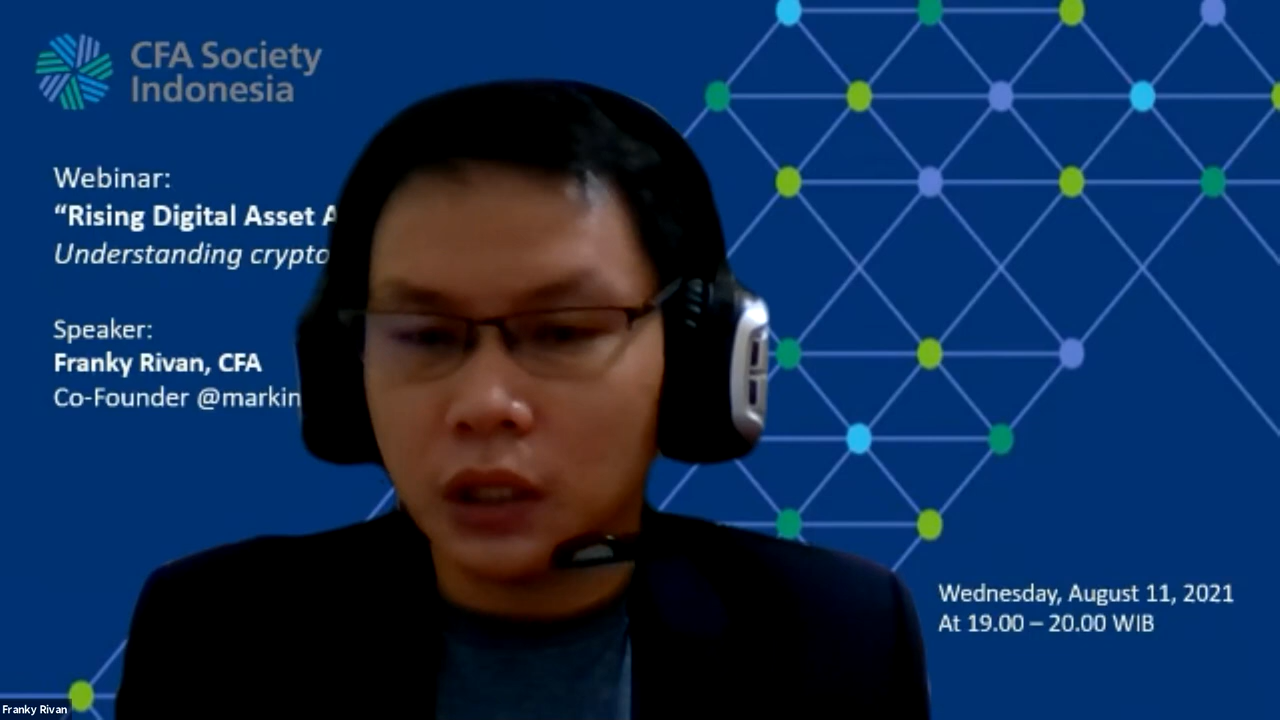 CFA Society
Indonesia
Webinar:
“Rising Digital Asset A
Understanding crypto
Speaker:
Franky Rivan, CFA
Co-Founder @markin
Wednesday, August 11, 2021
At 19.00 – 20.00 WIB
Franky Rivan